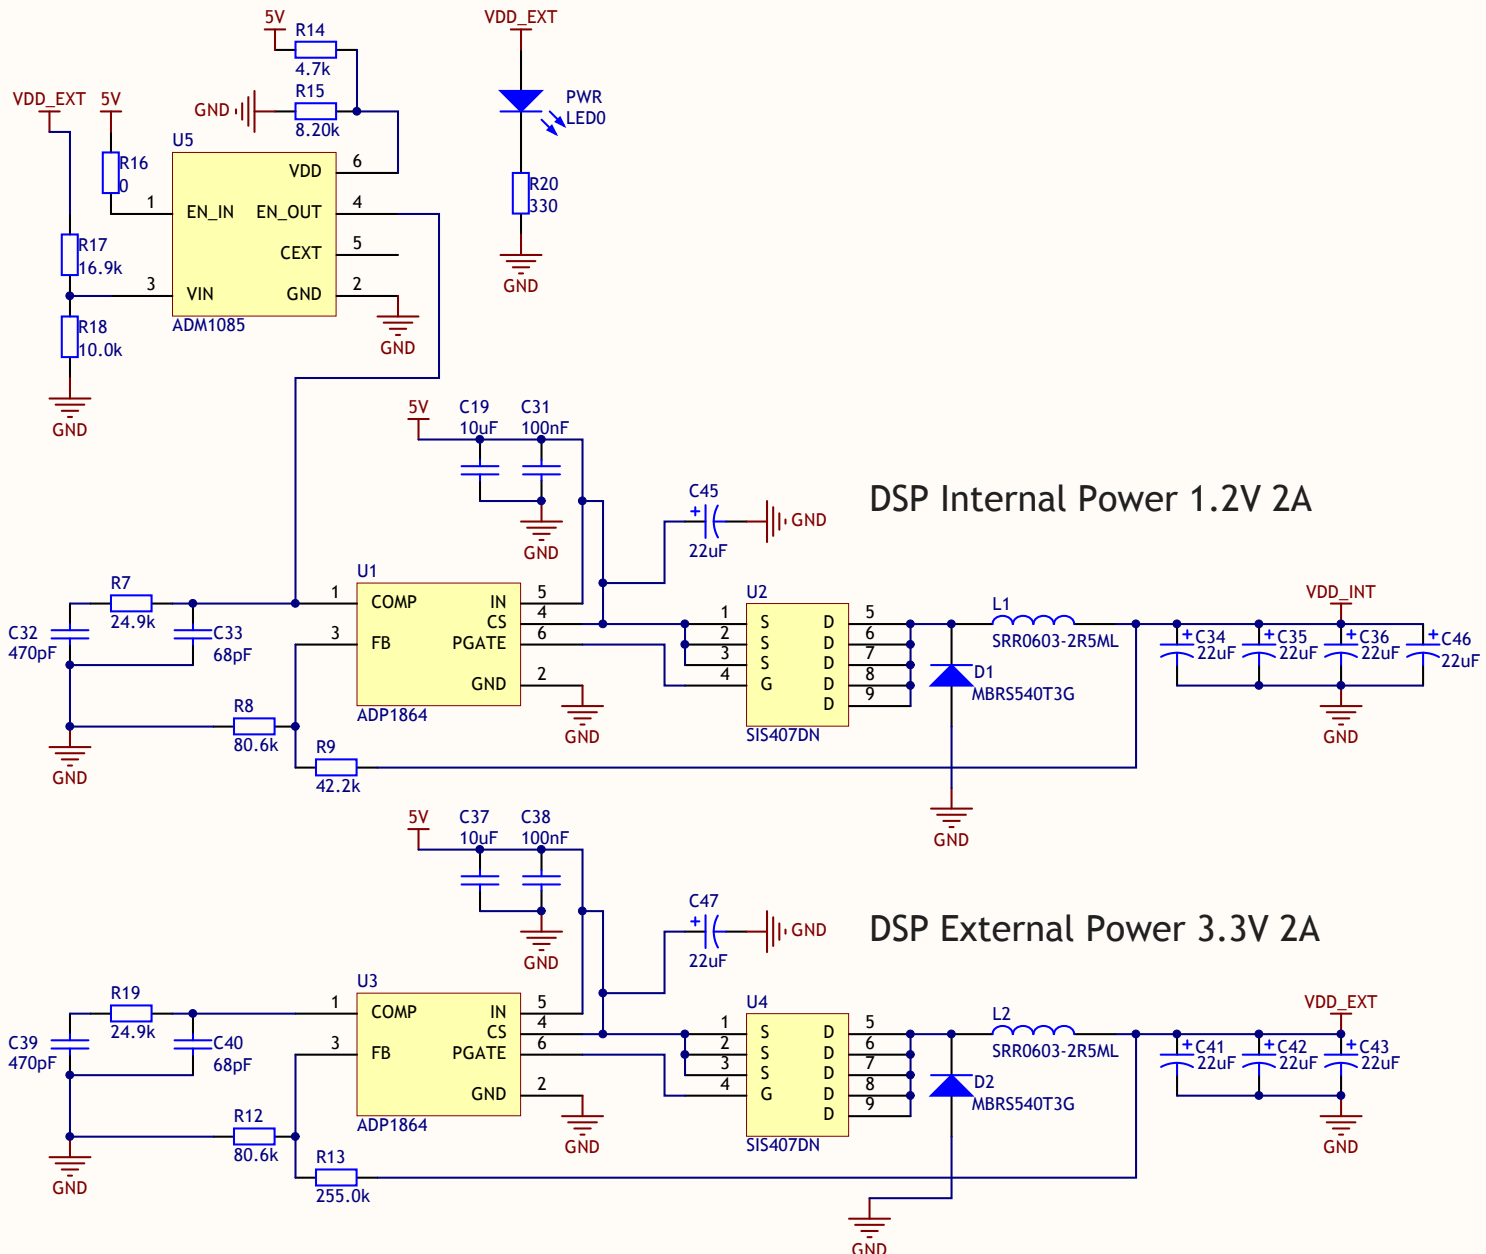 5V
R14
4.7k
VDD_EXT
VDD_EXT
5V
GND
R15
8.20k
PWR
LED0
U5
R16
0
VDD
6
1
EN_IN
EN_OUT
4
R20
330
R17
16.9k
CEXT
5
3
VIN
GND
2
GND
R18
10.0k
ADM1085
GND
GND
5V
C19
10uF
C31
100nF
C45
22uF
GND
DSP Internal Power 1.2V 2A
GND
R7
24.9k
U1
1
COMP
IN
5
CS
4
3
FB
PGATE
6
GND
2
ADP1864
C32
470pF
C33
68pF
U2
1
S
D
5
2
S
D
6
3
S
D
7
4
G
D
8
D
9
SIS407DN
L1
SRR0603-2R5ML
VDD_INT
C34
22uF
C35
22uF
C36
22uF
C46
22uF
D1
MBRS540T3G
R8
80.6k
GND
GND
GND
R9
42.2k
GND
5V
C37
10uF
C38
100nF
C47
22uF
GND
DSP External Power 3.3V 2A
GND
R19
24.9k
U3
1
COMP
IN
5
CS
4
3
FB
PGATE
6
GND
2
ADP1864
C39
470pF
C40
68pF
U4
1
S
D
5
2
S
D
6
3
S
D
7
4
G
D
8
D
9
SIS407DN
L2
SRR0603-2R5ML
VDD_EXT
C41
22uF
C42
22uF
C43
22uF
D2
MBRS540T3G
R12
80.6k
GND
GND
GND
R13
255.0k
GND